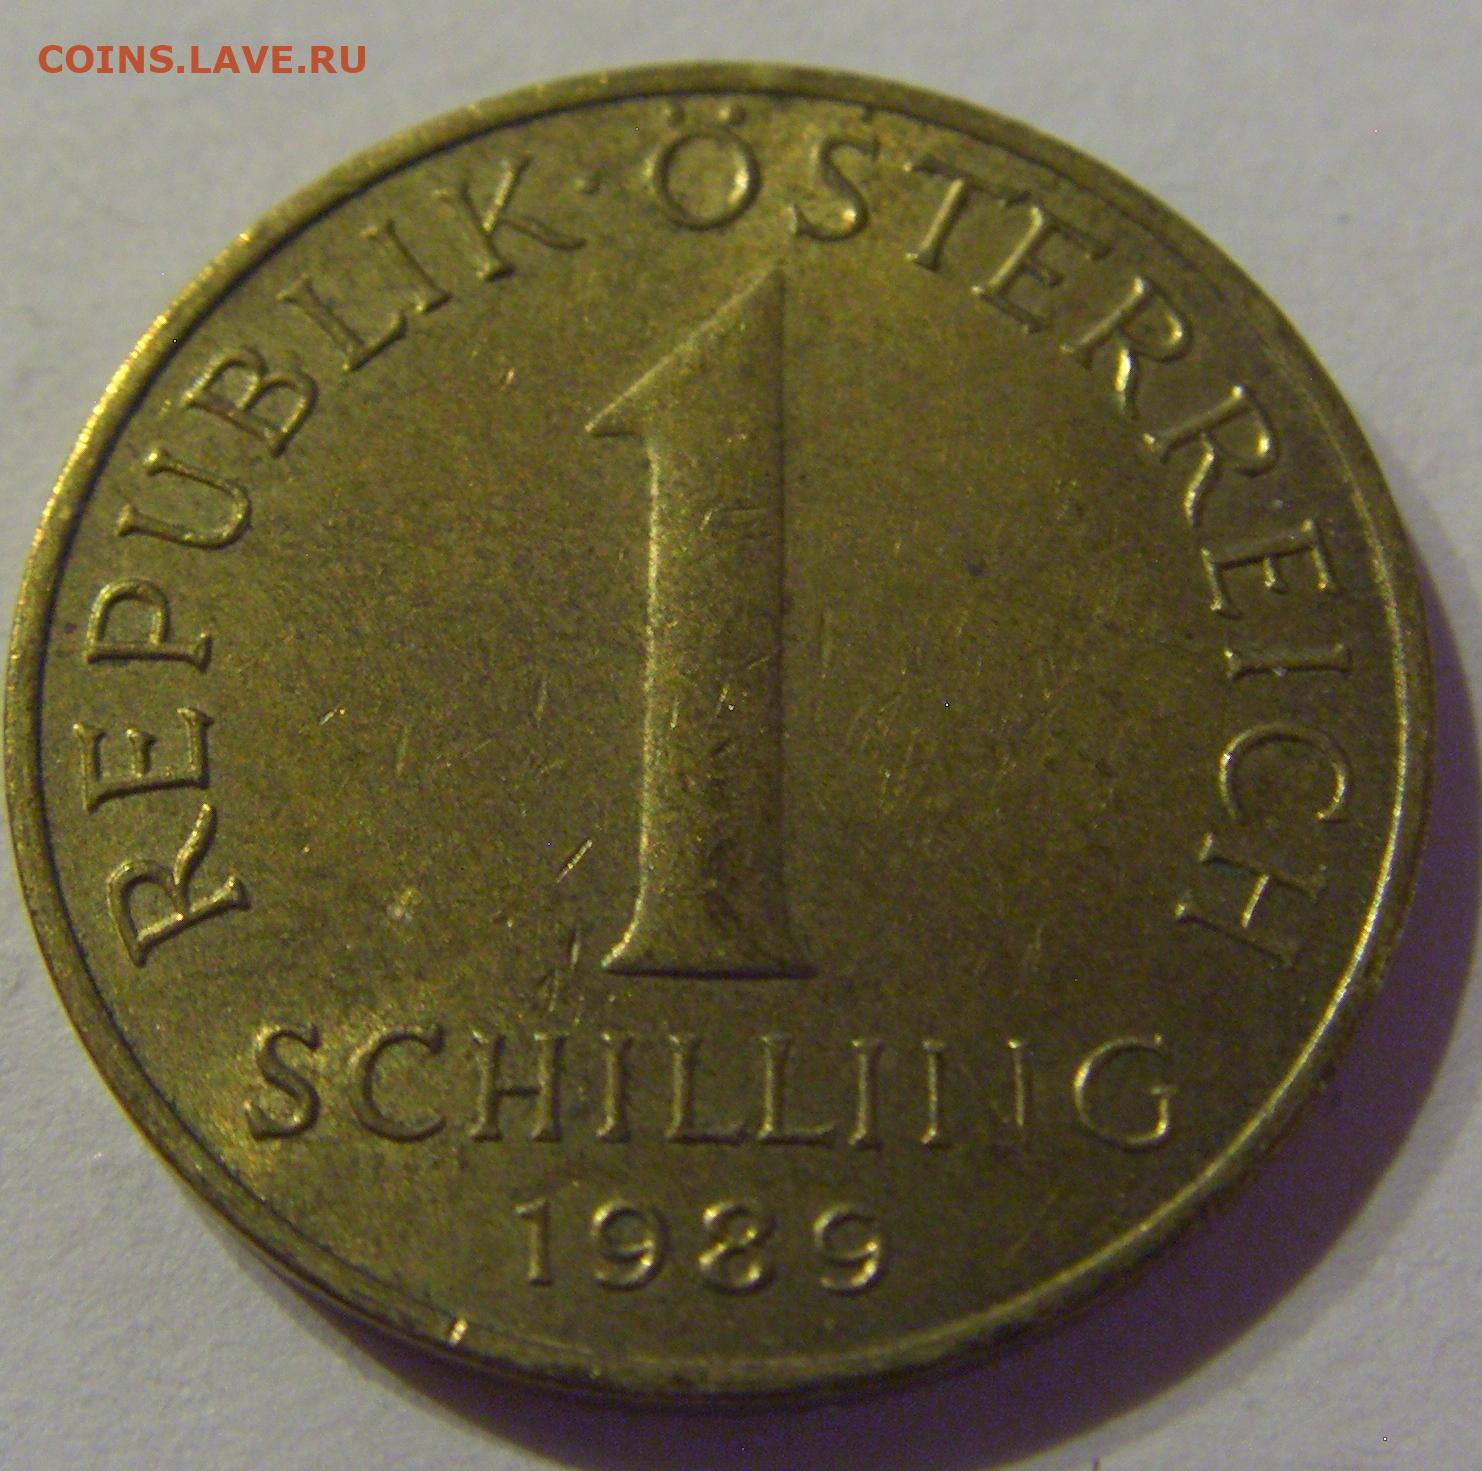 COINS.LAVE.RU
REPUBLIK · ÖSTERREICH
1
SCHILLING
1989